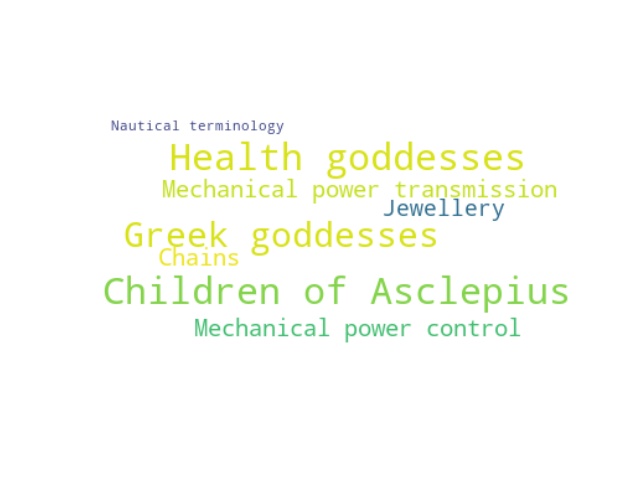 Nautical terminology
Health goddesses
Mechanical power transmission
Jewellery
Greek goddesses
Chains
Children of Asclepius
Mechanical power control